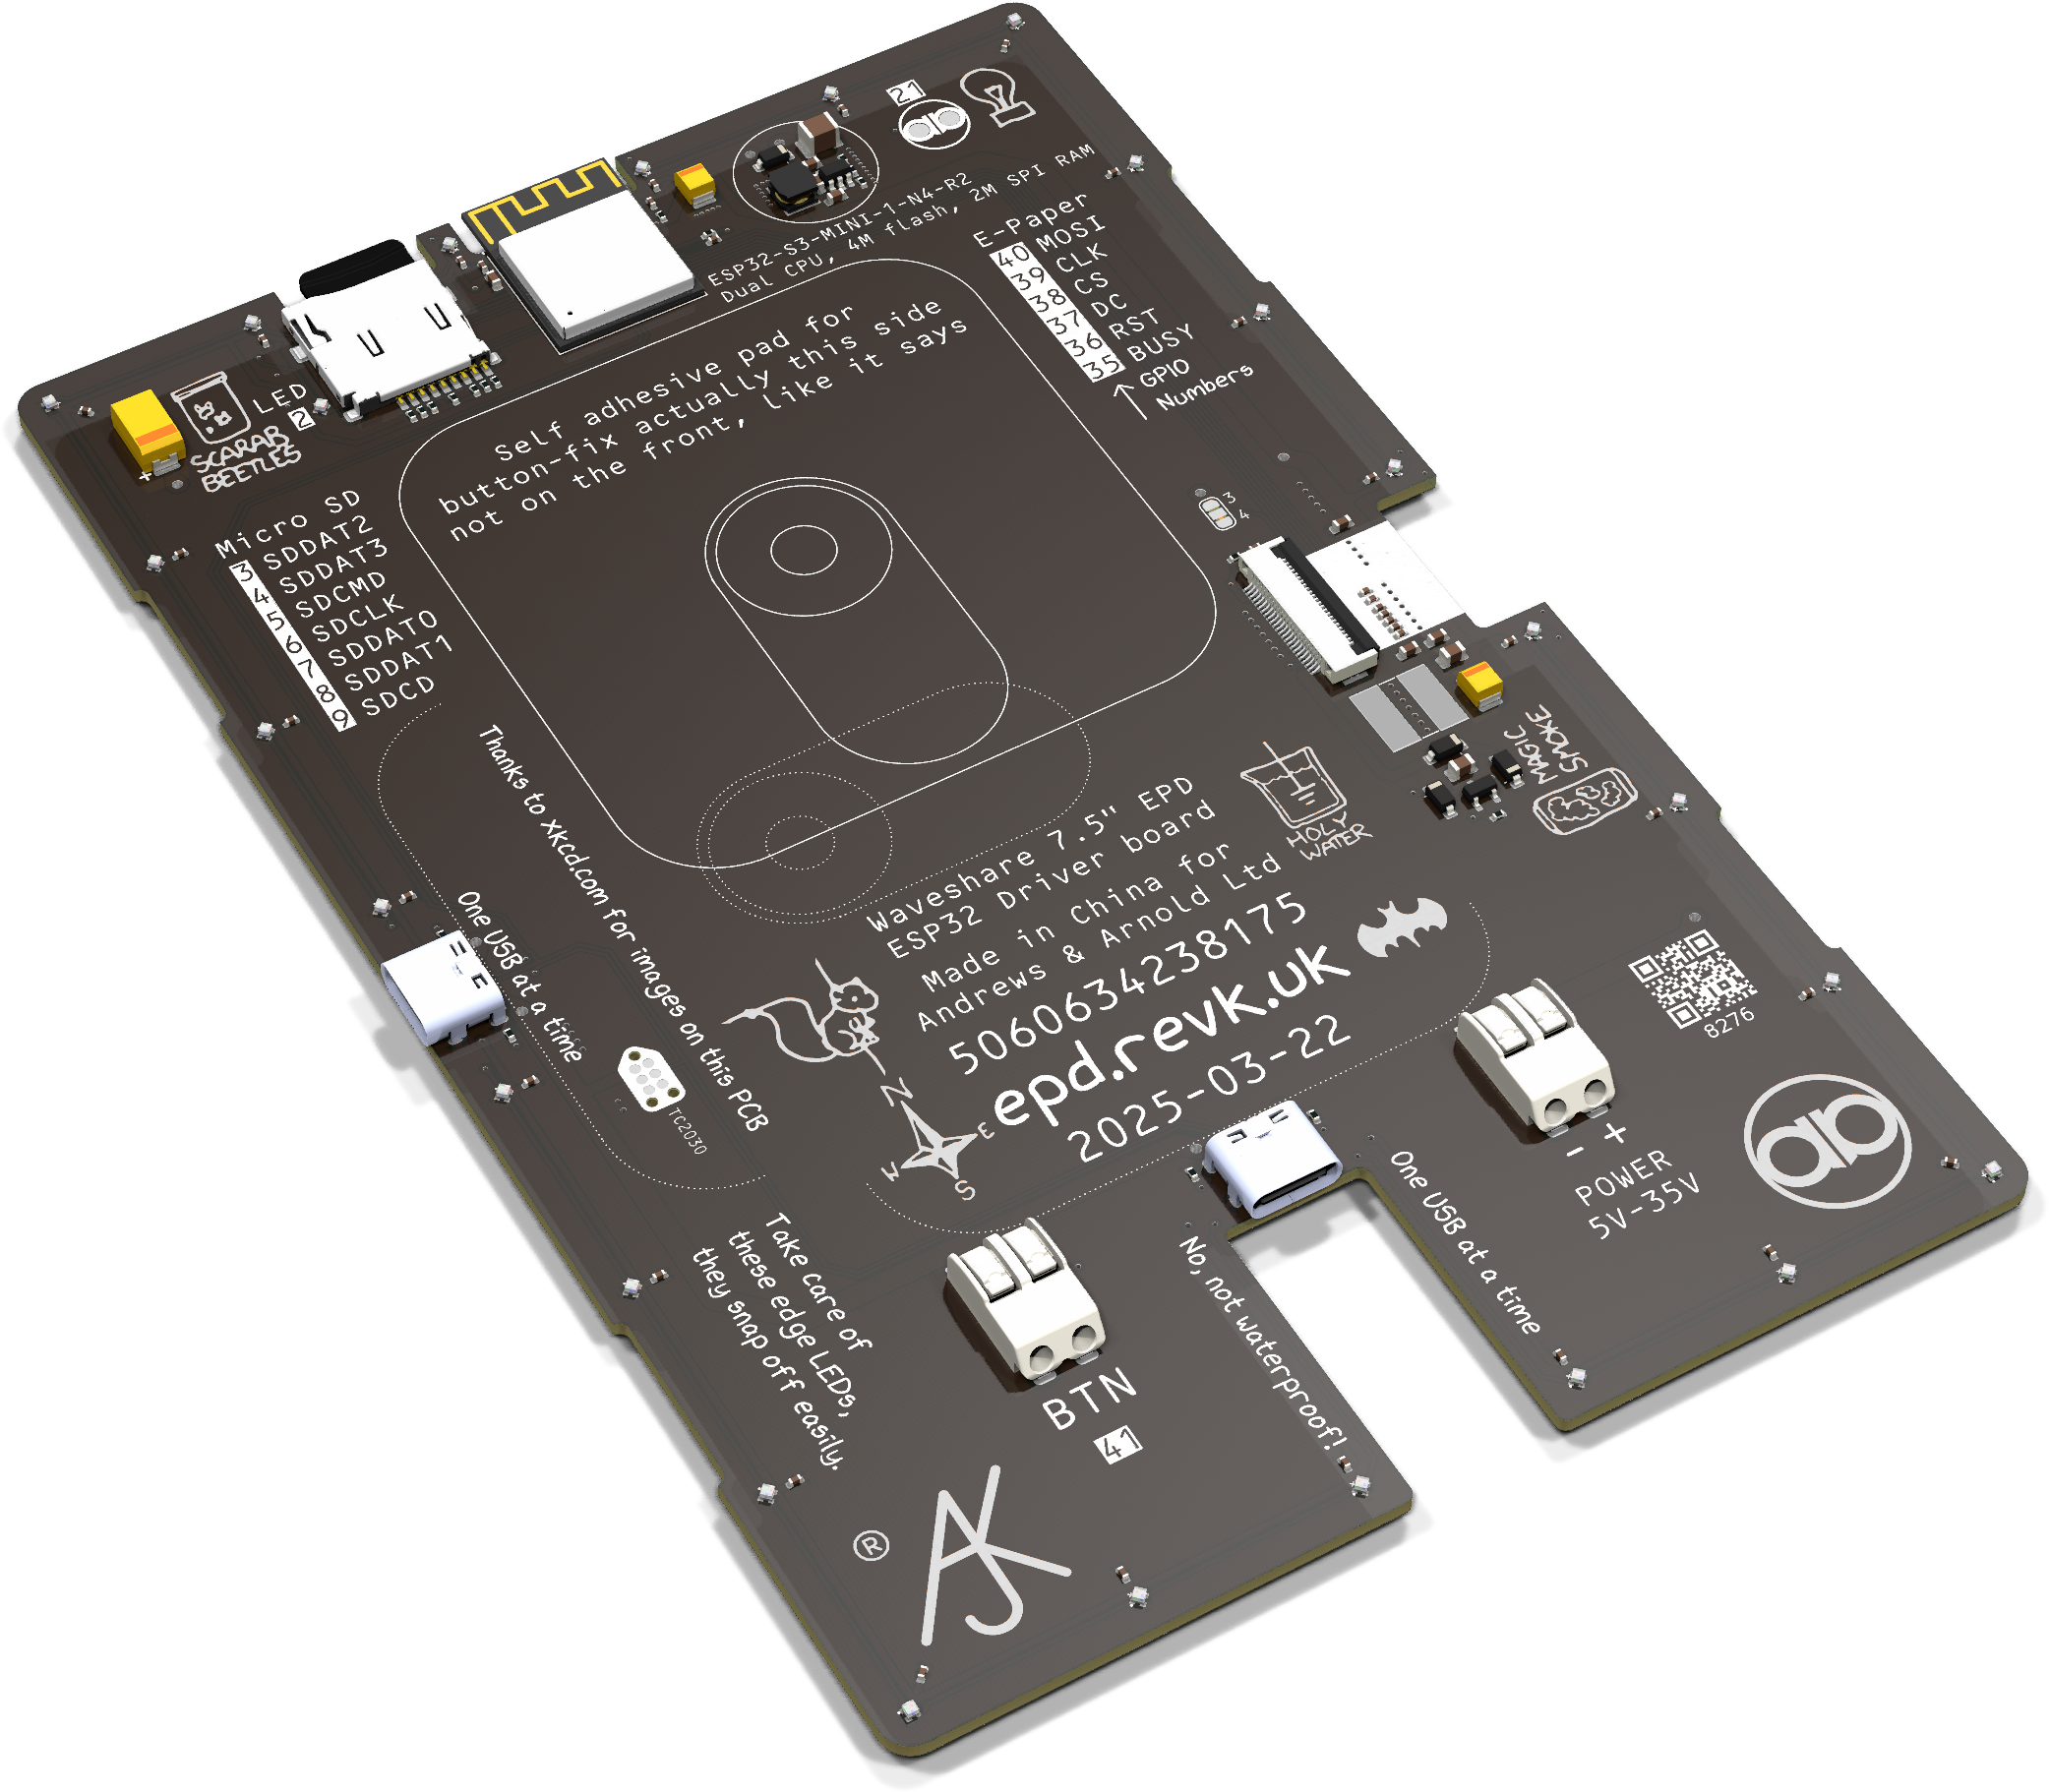 21
ESP32-S3-MINI-1-N4-R2
Dual CPU, 4M flash, 2M SPI RAM
E-Paper
40 MOSI
39 CLK
38 CS
37 DC
36 RST
35 BUSY
↑ GPIO
Numbers
LED
2
SCARAB
BEETLES
+
Micro SD
3 SDDAT2
4 SDDAT3
5 SDCMD
6 SDCLK
7 SDDAT0
8 SDDAT1
9 SDCD
Self adhesive pad for
button-fix actually this side
not on the front, like it says
3
4
MAGIC
SMOKE
HOLY
WATER
Thanks to xkcd.com for images on this PCB
One USB at a time
TC2030
Waveshare 7.5" EPD
ESP32 Driver board
Made in China for
Andrews & Arnold Ltd
5060634238175
epd.revk.uk
2025-03-22
N
E
S
W
8276
- +
POWER
5V-35V
One USB at a time
No, not waterproof!
Take care of
these edge LEDs,
they snap off easily.
BTN
41
®
AJK